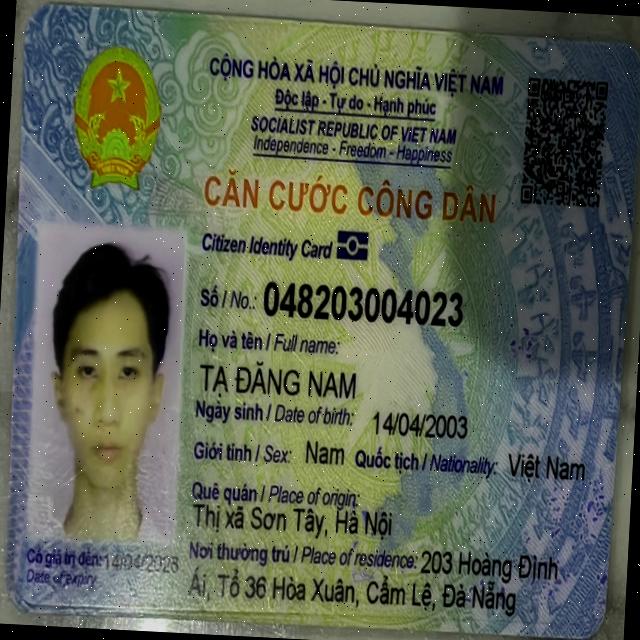 CỘNG HÒA XÃ HỘI CHỦ NGHĨA VIỆT NAM
Độc lập - Tự do - Hạnh phúc
SOCIALIST REPUBLIC OF VIET NAM
Independence - Freedom - Happiness
CĂN CƯỚC CÔNG DÂN
Citizen Identity Card
Số / No.: 048203004023
Họ và tên / Full name:
TẠ ĐĂNG NAM
Ngày sinh / Date of birth: 14/04/2003
Giới tính / Sex: Nam Quốc tịch / Nationality: Việt Nam
Quê quán / Place of origin:
Thị xã Sơn Tây, Hà Nội
Nơi thường trú / Place of residence: 203 Hoàng Đình
Ái, Tổ 36 Hòa Xuân, Cẩm Lệ, Đà Nẵng
Có giá trị đến: 14/04/2028
Date of expiry